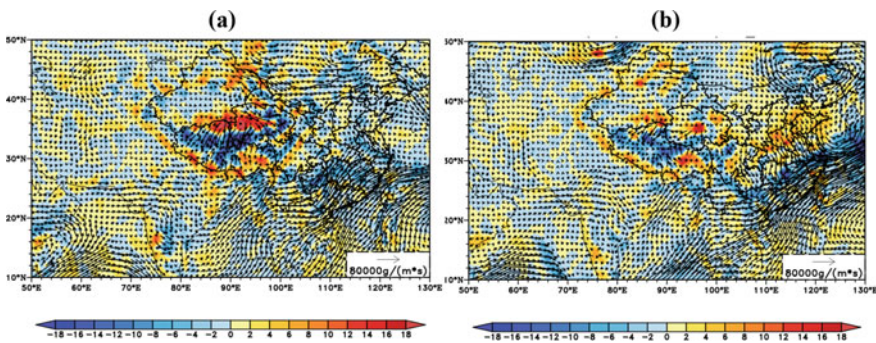 (a) (b)
50°N 50°N
40°N 40°N
30°N 30°N
20°N 20°N
10°N 10°N
80000g/(m*s) 80000g/(m*s)
50°E 60°E 70°E 80°E 90°E 100°E 110°E 120°E 130°E 50°E 60°E 70°E 80°E 90°E 100°E 110°E 120°E 130°E
-18 -16 -14 -12 -10 -8 -6 -4 -2 0 2 4 6 8 10 12 14 16 18 -18 -16 -14 -12 -10 -8 -6 -4 -2 0 2 4 6 8 10 12 14 16 18